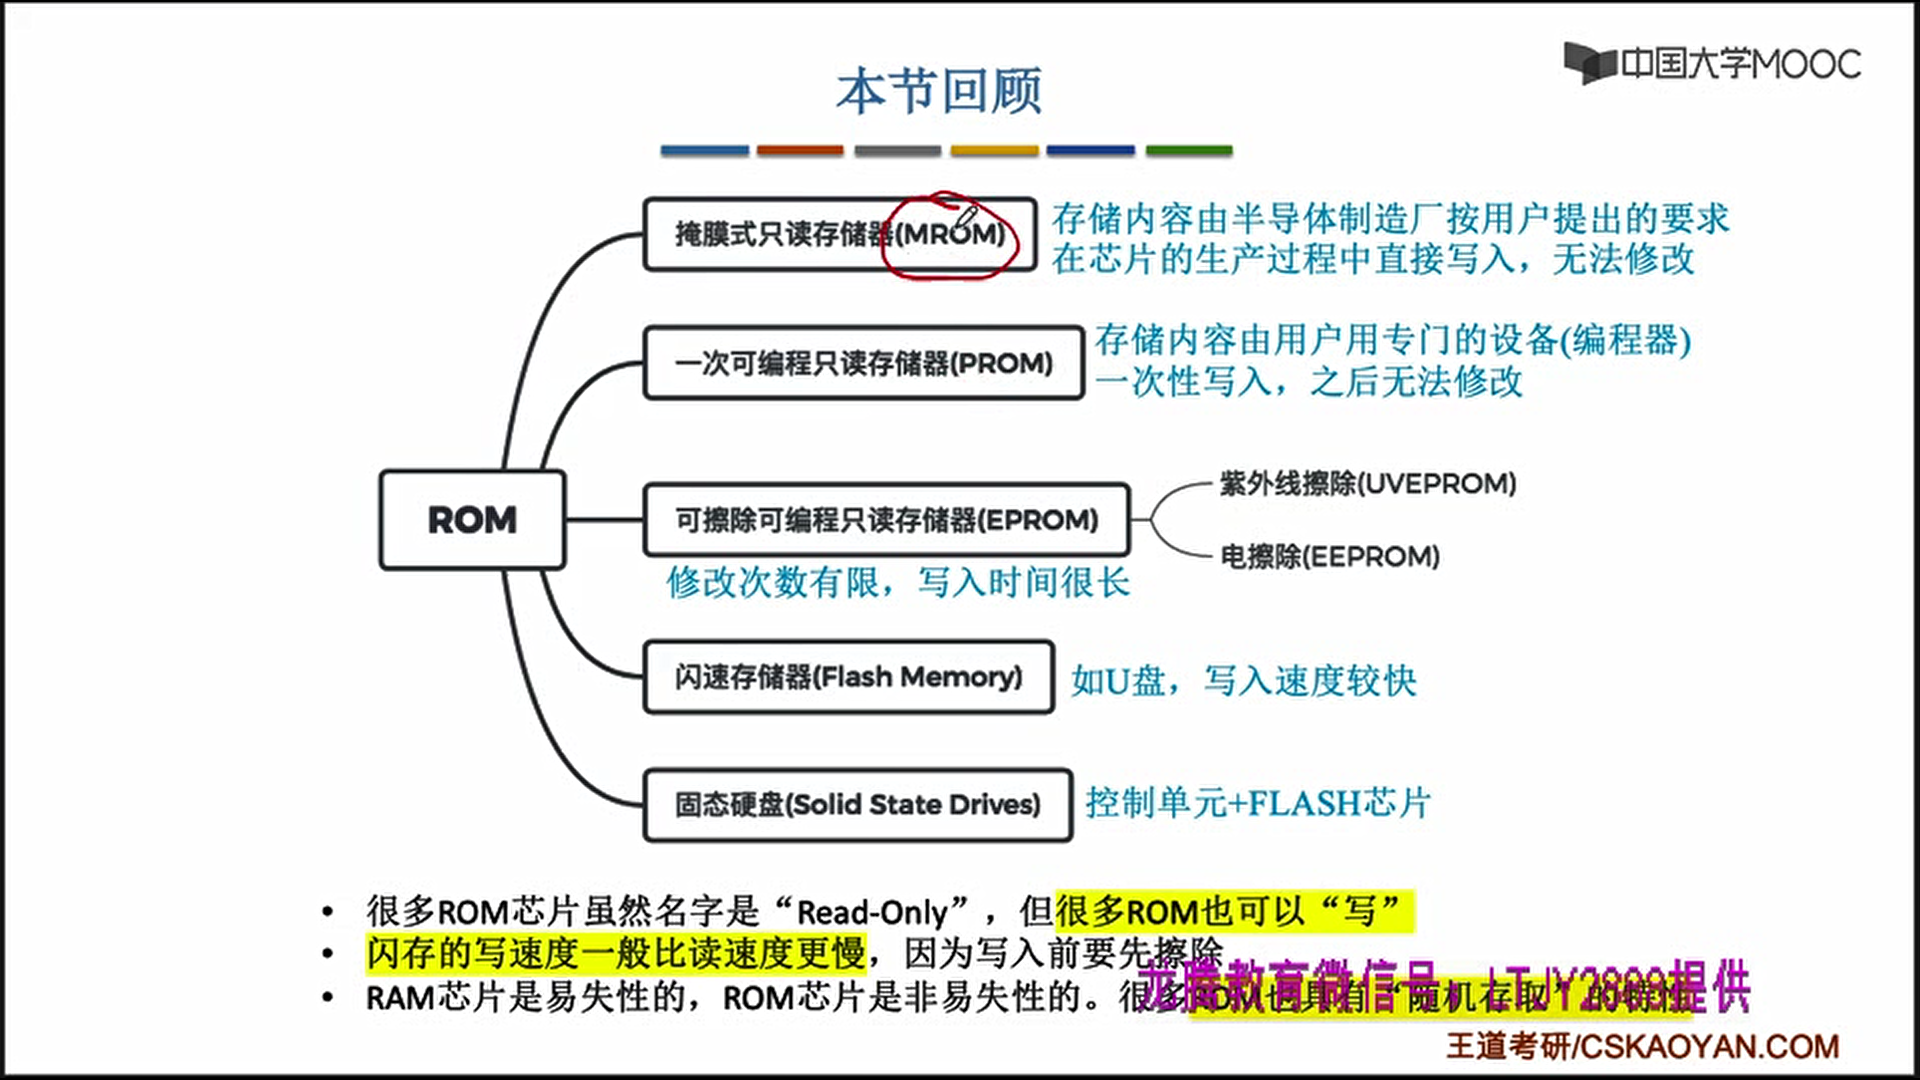 中国大学MOOC
本节回顾
掩膜式只读存储器(MROM)
存储内容由半导体制造厂按用户提出的要求
在芯片的生产过程中直接写入，无法修改
一次可编程只读存储器(PROM)
存储内容由用户用专门的设备(编程器)
一次性写入，之后无法修改
ROM
可擦除可编程只读存储器(EPROM)
紫外线擦除(UVEPROM)
电擦除(EEPROM)
修改次数有限，写入时间很长
闪速存储器(Flash Memory)
如U盘，写入速度较快
固态硬盘(Solid State Drives)
控制单元+FLASH芯片
• 很多ROM芯片虽然名字是“Read-Only”，但很多ROM也可以“写”
• 闪存的写速度一般比读速度更慢，因为写入前要先擦除
• RAM芯片是易失性的，ROM芯片是非易失性的。很多ROM也具有“随机存取”的特性
龙腾教育微信号：LTJY2699提供
王道考研/CSKAOYAN.COM